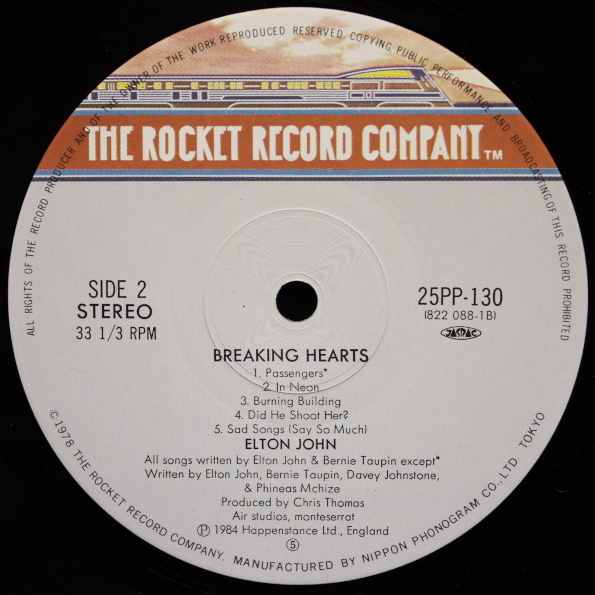 ALL RIGHTS OF THE RECORD PRODUCER AND OF THE OWNER OF THE WORK REPRODUCED RESERVED. COPYING, PUBLIC PERFORMANCE AND BROADCASTING OF THIS RECORD PROHIBITED
THE ROCKET RECORD COMPANY TM
SIDE 2
STEREO
33 1/3 RPM
25PP-130
(822 088-1B)
JASRAC
BREAKING HEARTS
1. Passengers*
2. In Neon
3. Burning Building
4. Did He Shoot Her?
5. Sad Songs (Say So Much)
ELTON JOHN
All songs written by Elton John & Bernie Taupin except*
Written by Elton John, Bernie Taupin, Davey Johnstone,
& Phineas Mchize
Produced by Chris Thomas
Air studios, monteserrat
Ⓟ 1984 Happenstance Ltd., England
⑤
©1978 THE ROCKET RECORD COMPANY. MANUFACTURED BY NIPPON PHONOGRAM CO., LTD. TOKYO